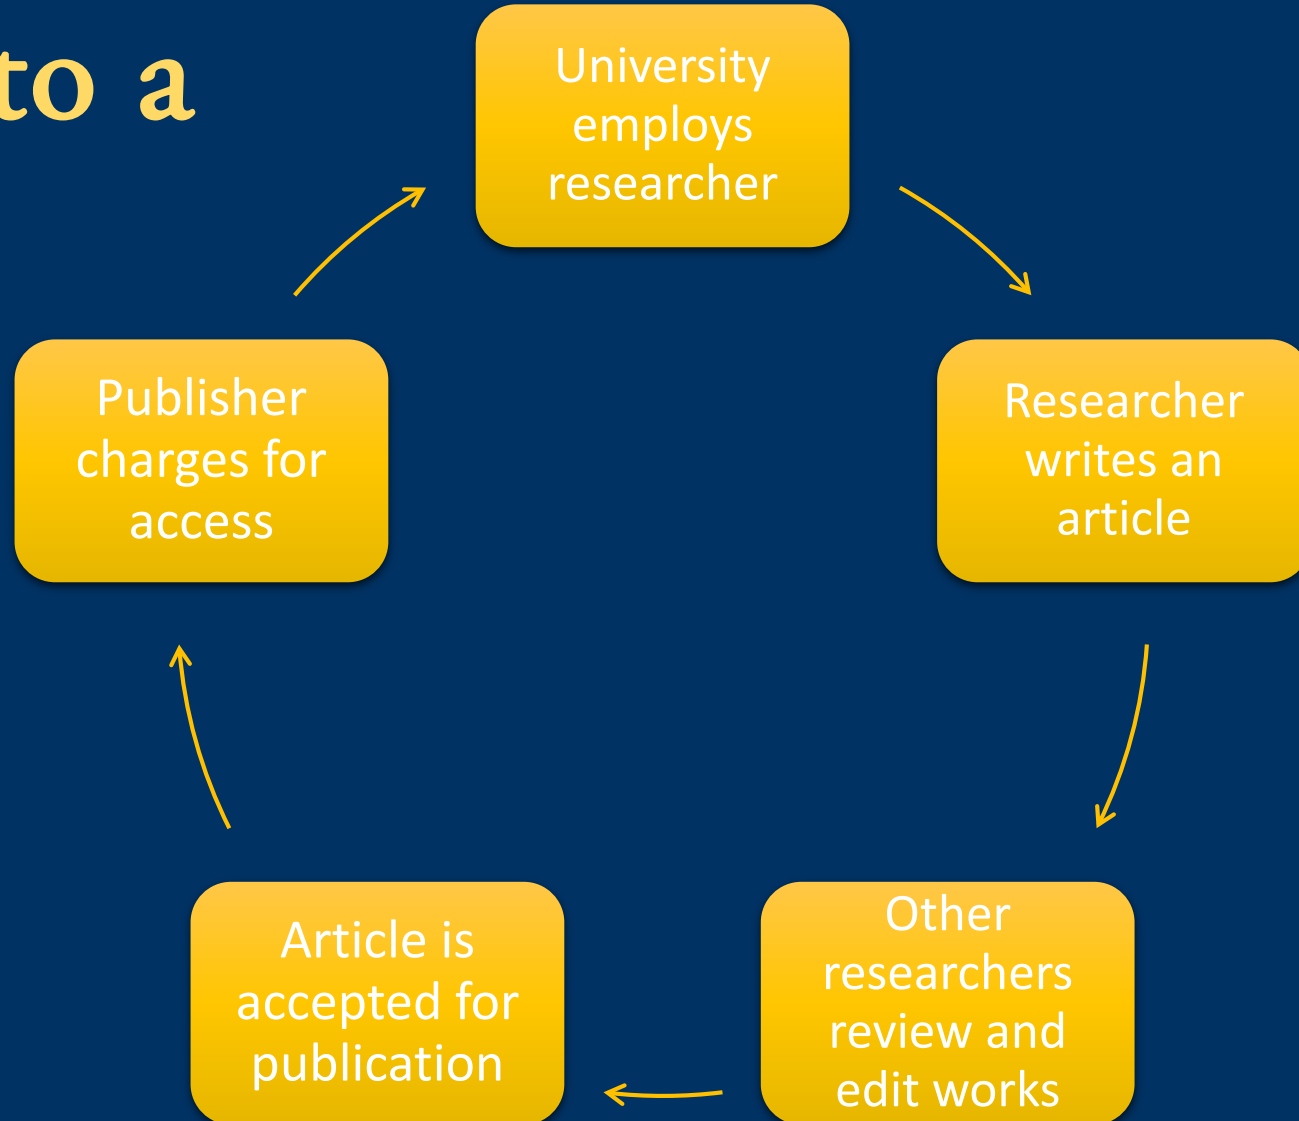 to a
University
employs
researcher
Researcher
writes an
article
Other
researchers
review and
edit works
Article is
accepted for
publication
Publisher
charges for
access